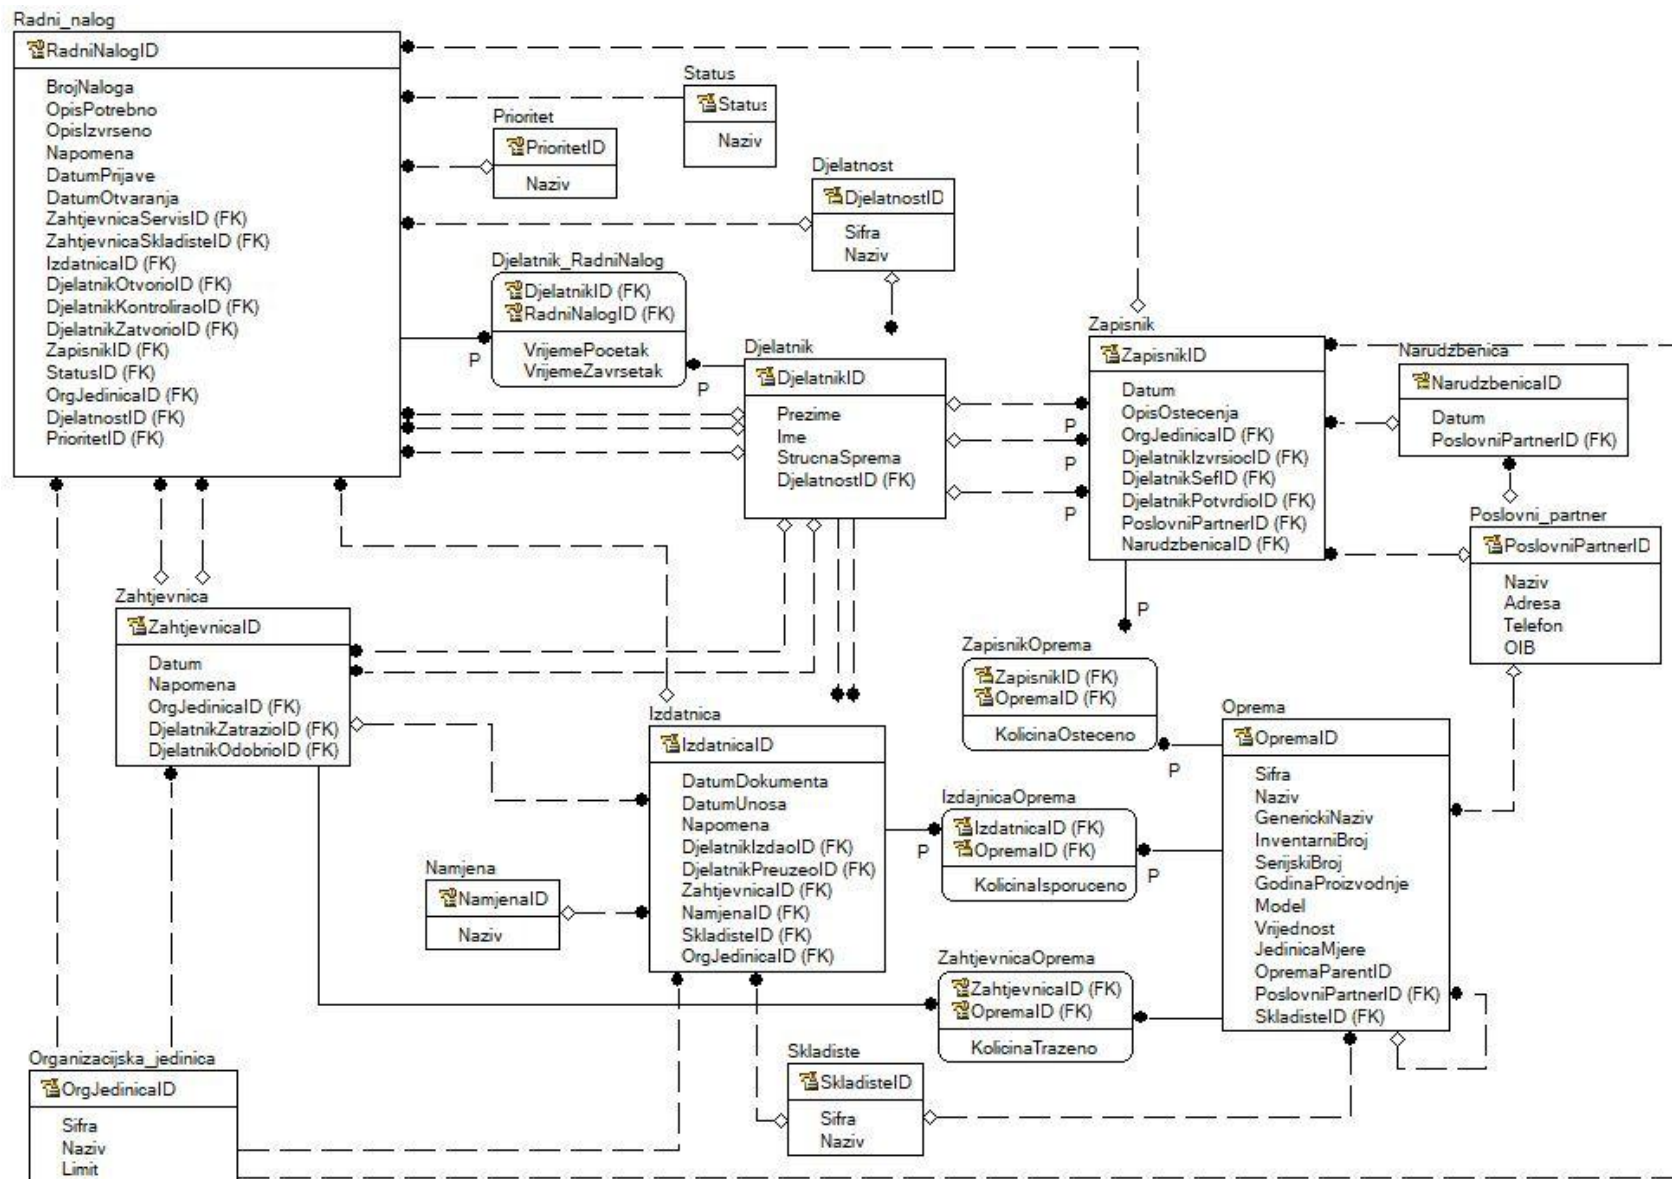 Radni_nalog
RadniNalogID
BrojNaloga
OpisPotrebno
OpisIzvrseno
Napomena
DatumPrijave
DatumOtvaranja
ZahtjevnicaServisID (FK)
ZahtjevnicaSkladisteID (FK)
IzdatnicaID (FK)
DjelatnikOtvorioID (FK)
DjelatnikKontroliraoID (FK)
DjelatnikZatvorioID (FK)
ZapisnikID (FK)
StatusID (FK)
OrgJedinicaID (FK)
DjelatnostID (FK)
PrioritetID (FK)
Status
Status
Naziv
Prioritet
PrioritetID
Naziv
Djelatnost
DjelatnostID
Sifra
Naziv
Djelatnik_RadniNalog
DjelatnikID (FK)
RadniNalogID (FK)
VrijemePocetak
VrijemeZavrsetak
P
P
Djelatnik
DjelatnikID
Prezime
Ime
StrucnaSprema
DjelatnostID (FK)
P
P
P
Zapisnik
ZapisnikID
Datum
OpisOstecenja
OrgJedinicaID (FK)
DjelatnikIzvrsiocID (FK)
DjelatnikSefID (FK)
DjelatnikPotvrdioID (FK)
PoslovniPartnerID (FK)
NarudzbenicaID (FK)
Narudzbenica
NarudzbenicaID
Datum
PoslovniPartnerID (FK)
Poslovni_partner
PoslovniPartnerID
Naziv
Adresa
Telefon
OIB
Zahtjevnica
ZahtjevnicaID
Datum
Napomena
OrgJedinicaID (FK)
DjelatnikZatrazioID (FK)
DjelatnikOdobrioID (FK)
P
ZapisnikOprema
ZapisnikID (FK)
OpremaID (FK)
KolicinaOsteceno
P
Izdatnica
IzdatnicaID
DatumDokumenta
DatumUnosa
Napomena
DjelatnikIzdaoID (FK)
DjelatnikPreuzeoID (FK)
ZahtjevnicaID (FK)
NamjenaID (FK)
SkladisteID (FK)
OrgJedinicaID (FK)
Oprema
OpremaID
Sifra
Naziv
GenerickiNaziv
InventarniBroj
SerijskiBroj
GodinaProizvodnje
Model
Vrijednost
JedinicaMjere
OpremaParentID
PoslovniPartnerID (FK)
SkladisteID (FK)
IzdajnicaOprema
IzdatnicaID (FK)
OpremaID (FK)
KolicinaIsporuceno
P
P
Namjena
NamjenaID
Naziv
ZahtjevnicaOprema
ZahtjevnicaID (FK)
OpremaID (FK)
KolicinaTrazeno
Organizacijska_jedinica
OrgJedinicaID
Sifra
Naziv
Limit
Skladiste
SkladisteID
Sifra
Naziv